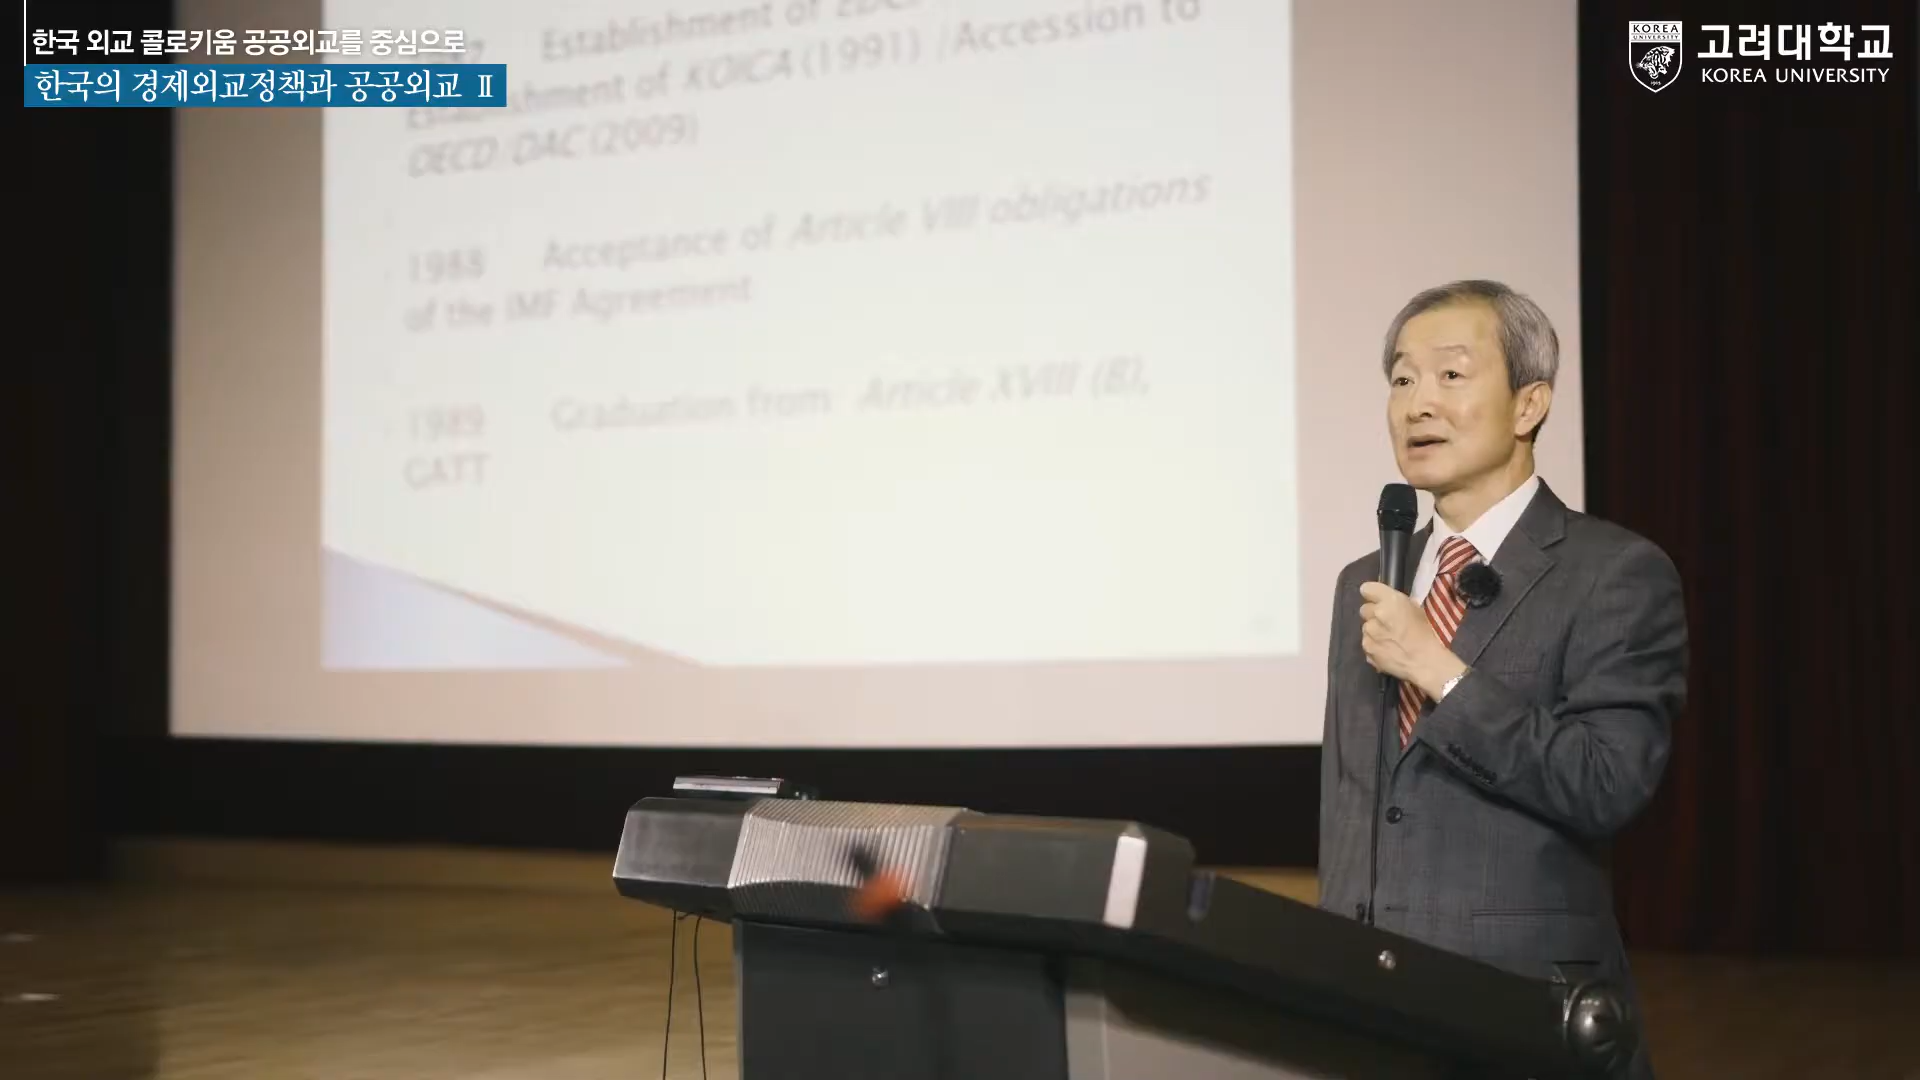 한국 외교 콜로키움 공공외교를 중심으로
한국의 경제외교정책과 공공외교 Ⅱ
KOREA
UNIVERSITY
고려대학교
KOREA UNIVERSITY
Establishment of
Establishment of KOICA (1991) /Accession to
OECD/DAC (2009)
1988 Acceptance of Article VIII obligations
of the IMF Agreement
1989 Graduation from Article XVIII (B),
GATT